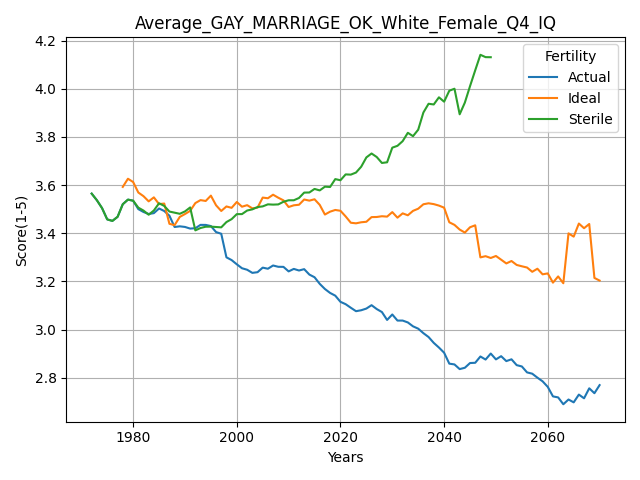 Average_GAY_MARRIAGE_OK_White_Female_Q4_IQ
Score(1-5)
4.2
4.0
3.8
3.6
3.4
3.2
3.0
2.8
Fertility
Actual
Ideal
Sterile
1980
2000
2020
2040
2060
Years